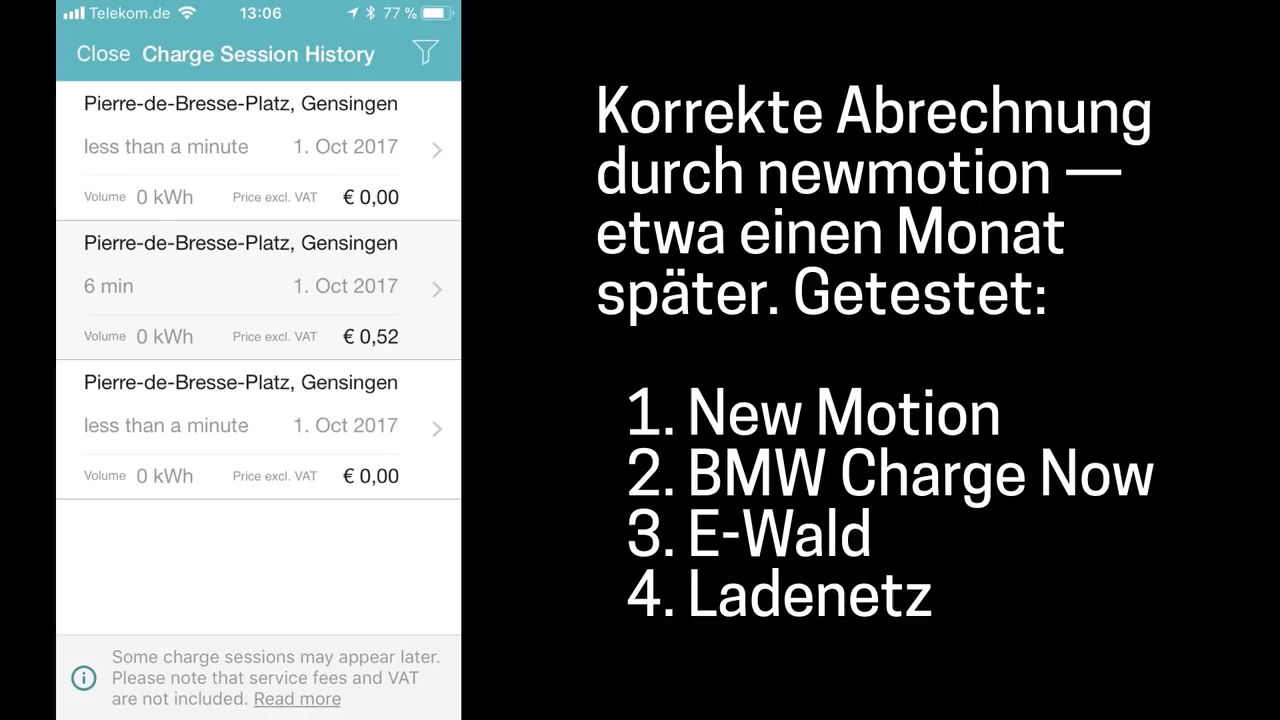 Telekom.de 13:06 77 %
Close Charge Session History
Pierre-de-Bresse-Platz, Gensingen
less than a minute 1. Oct 2017
Volume 0 kWh Price excl. VAT € 0,00
Pierre-de-Bresse-Platz, Gensingen
6 min 1. Oct 2017
Volume 0 kWh Price excl. VAT € 0,52
Pierre-de-Bresse-Platz, Gensingen
less than a minute 1. Oct 2017
Volume 0 kWh Price excl. VAT € 0,00
Some charge sessions may appear later.
Please note that service fees and VAT
are not included. Read more
Korrekte Abrechnung
durch newmotion —
etwa einen Monat
später. Getestet:
1. New Motion
2. BMW Charge Now
3. E-Wald
4. Ladenetz